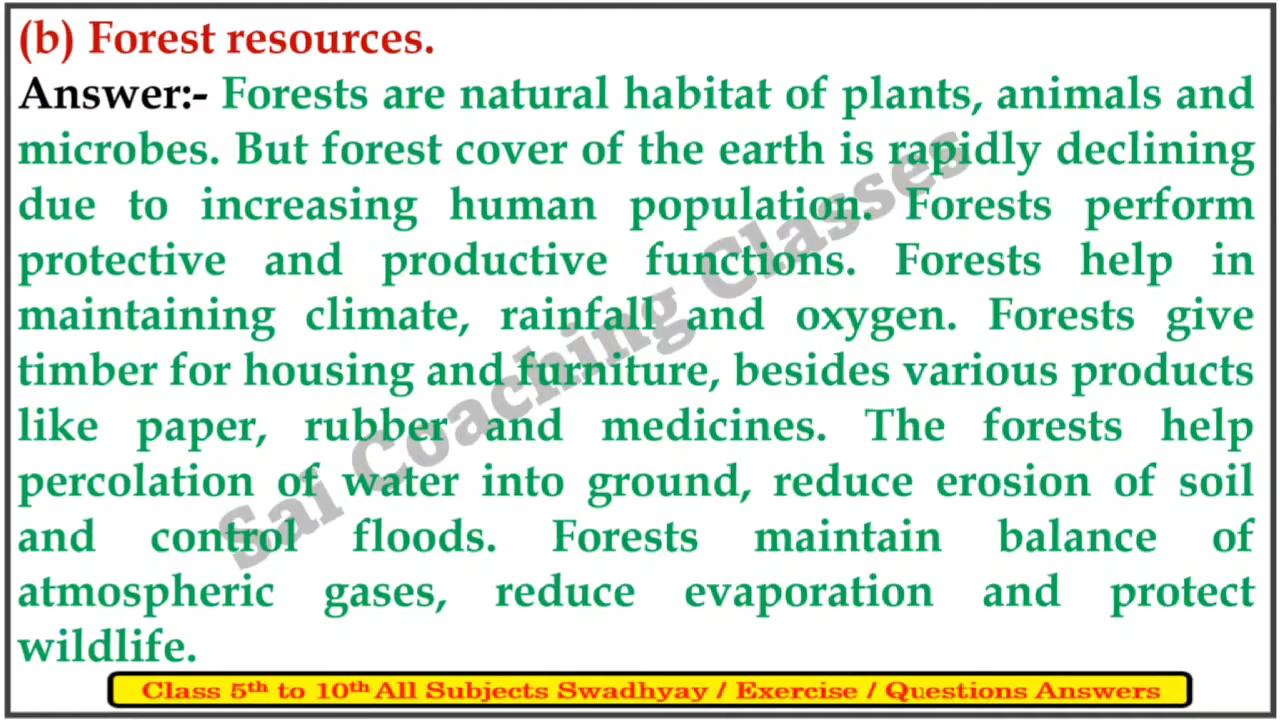 (b) Forest resources.
Answer:- Forests are natural habitat of plants, animals and
microbes. But forest cover of the earth is rapidly declining
due to increasing human population. Forests perform
protective and productive functions. Forests help in
maintaining climate, rainfall and oxygen. Forests give
timber for housing and furniture, besides various products
like paper, rubber and medicines. The forests help
percolation of water into ground, reduce erosion of soil
and control floods. Forests maintain balance of
atmospheric gases, reduce evaporation and protect
wildlife.
Sai Coaching Classes
Class 5th to 10th All Subjects Swadhyay / Exercise / Questions Answers